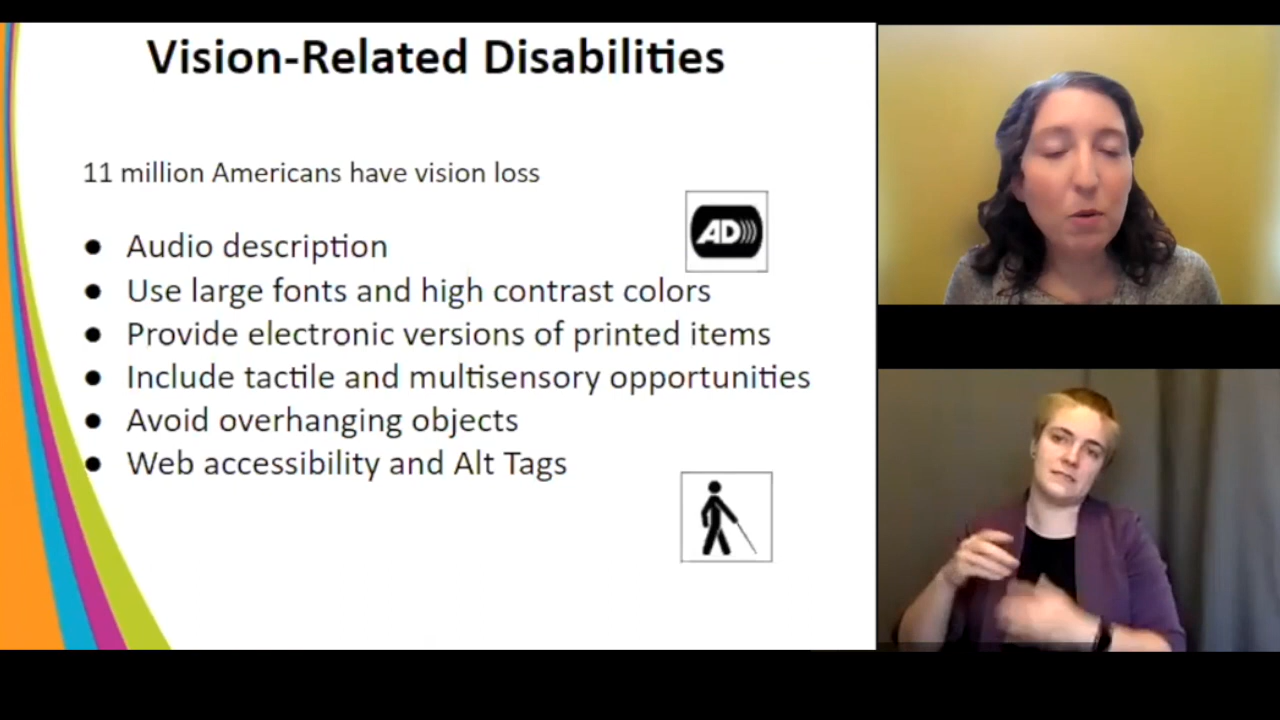 Vision-Related Disabilities
11 million Americans have vision loss
● Audio description
● Use large fonts and high contrast colors
● Provide electronic versions of printed items
● Include tactile and multisensory opportunities
● Avoid overhanging objects
● Web accessibility and Alt Tags
AD